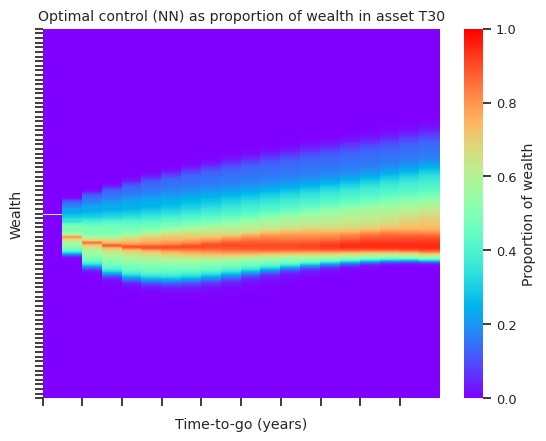 Optimal control (NN) as proportion of wealth in asset T30
Wealth
Time-to-go (years)
1.0
0.8
0.6
0.4
0.2
0.0
Proportion of wealth